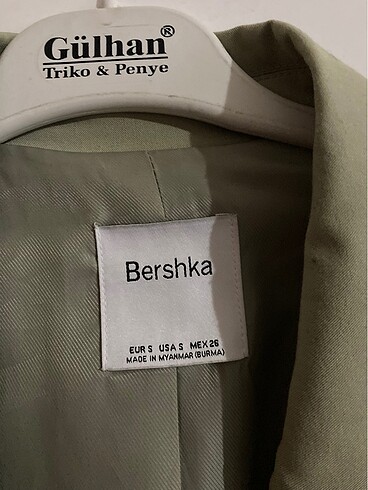 Gülhan®
Triko & Penye
Bershka
EUR S USA S MEX 26
MADE IN MYANMAR (BURMA)